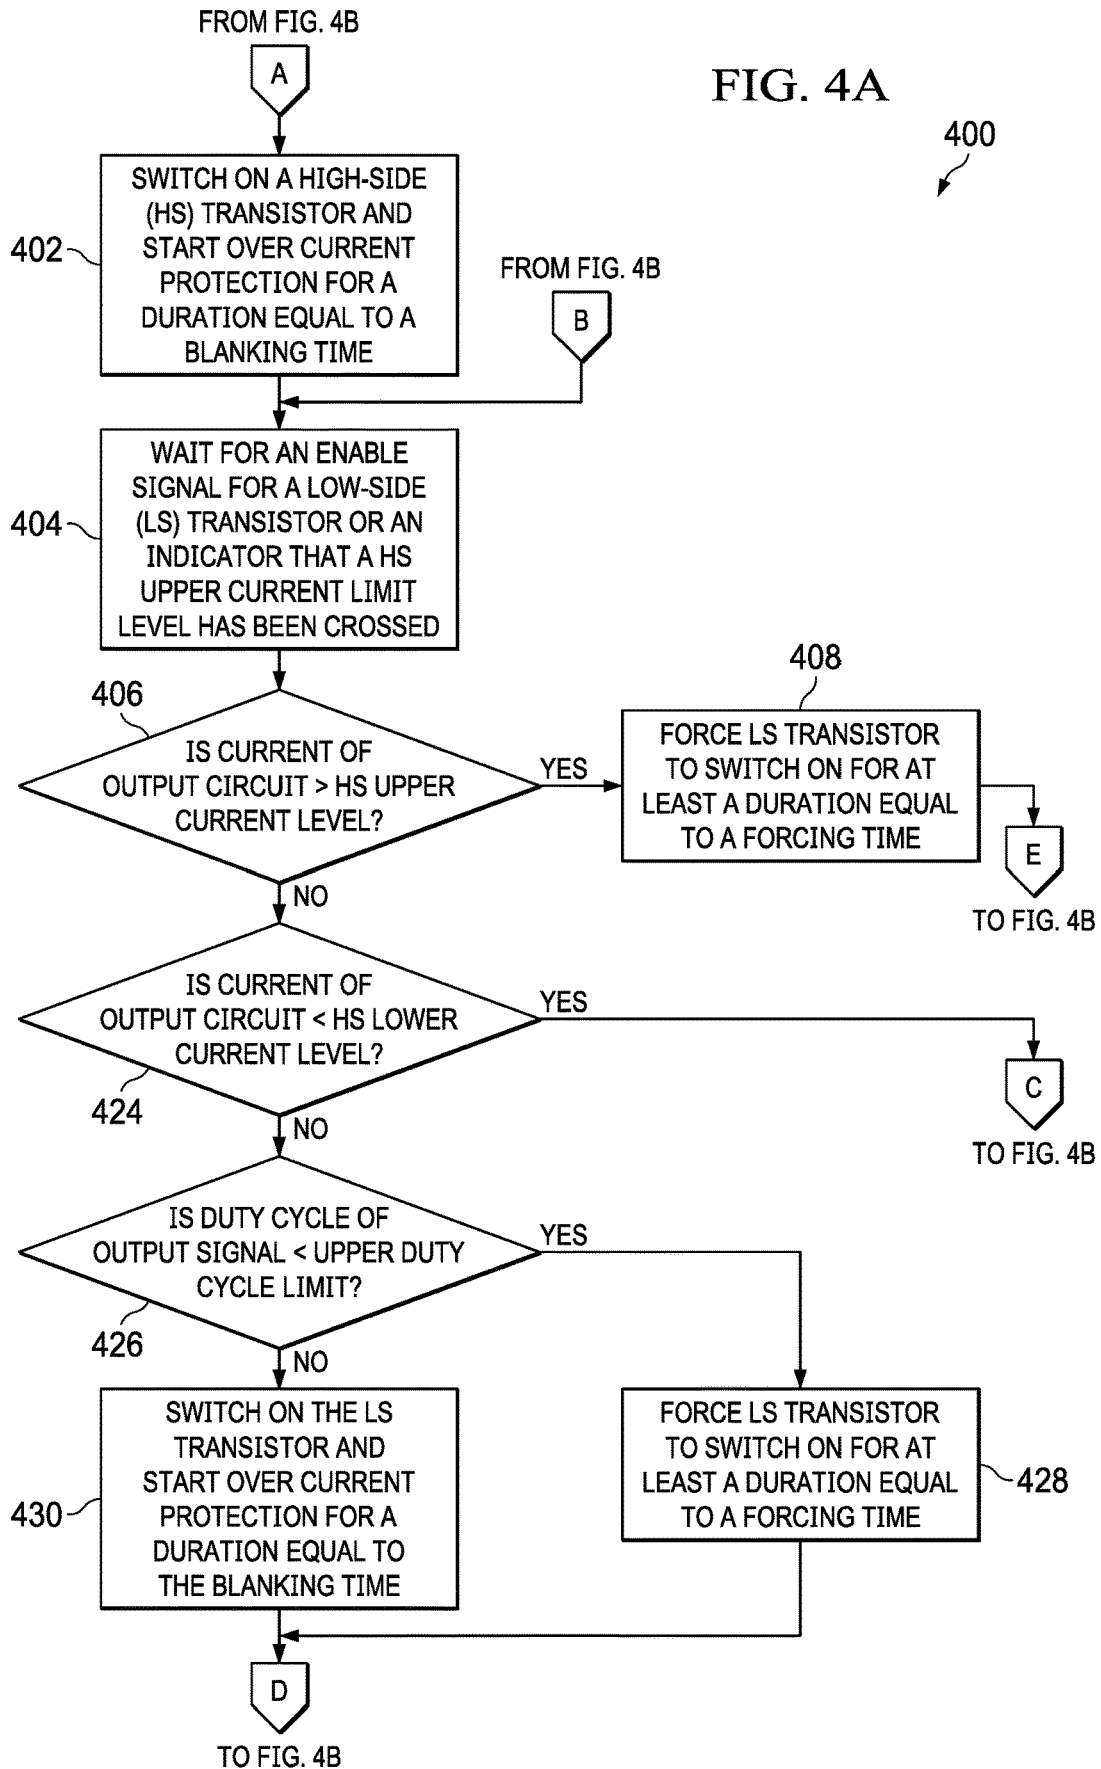 FROM FIG. 4B
A
FIG. 4A
400
SWITCH ON A HIGH-SIDE
(HS) TRANSISTOR AND
START OVER CURRENT
PROTECTION FOR A
DURATION EQUAL TO A
BLANKING TIME
402
FROM FIG. 4B
B
WAIT FOR AN ENABLE
SIGNAL FOR A LOW-SIDE
(LS) TRANSISTOR OR AN
INDICATOR THAT A HS
UPPER CURRENT LIMIT
LEVEL HAS BEEN CROSSED
404
406
IS CURRENT OF
OUTPUT CIRCUIT > HS UPPER
CURRENT LEVEL?
YES
NO
408
FORCE LS TRANSISTOR
TO SWITCH ON FOR AT
LEAST A DURATION EQUAL
TO A FORCING TIME
E
TO FIG. 4B
IS CURRENT OF
OUTPUT CIRCUIT < HS LOWER
CURRENT LEVEL?
424
YES
NO
C
TO FIG. 4B
IS DUTY CYCLE OF
OUTPUT SIGNAL < UPPER DUTY
CYCLE LIMIT?
426
YES
NO
SWITCH ON THE LS
TRANSISTOR AND
START OVER CURRENT
PROTECTION FOR A
DURATION EQUAL TO
THE BLANKING TIME
430
FORCE LS TRANSISTOR
TO SWITCH ON FOR AT
LEAST A DURATION EQUAL
TO A FORCING TIME
428
D
TO FIG. 4B